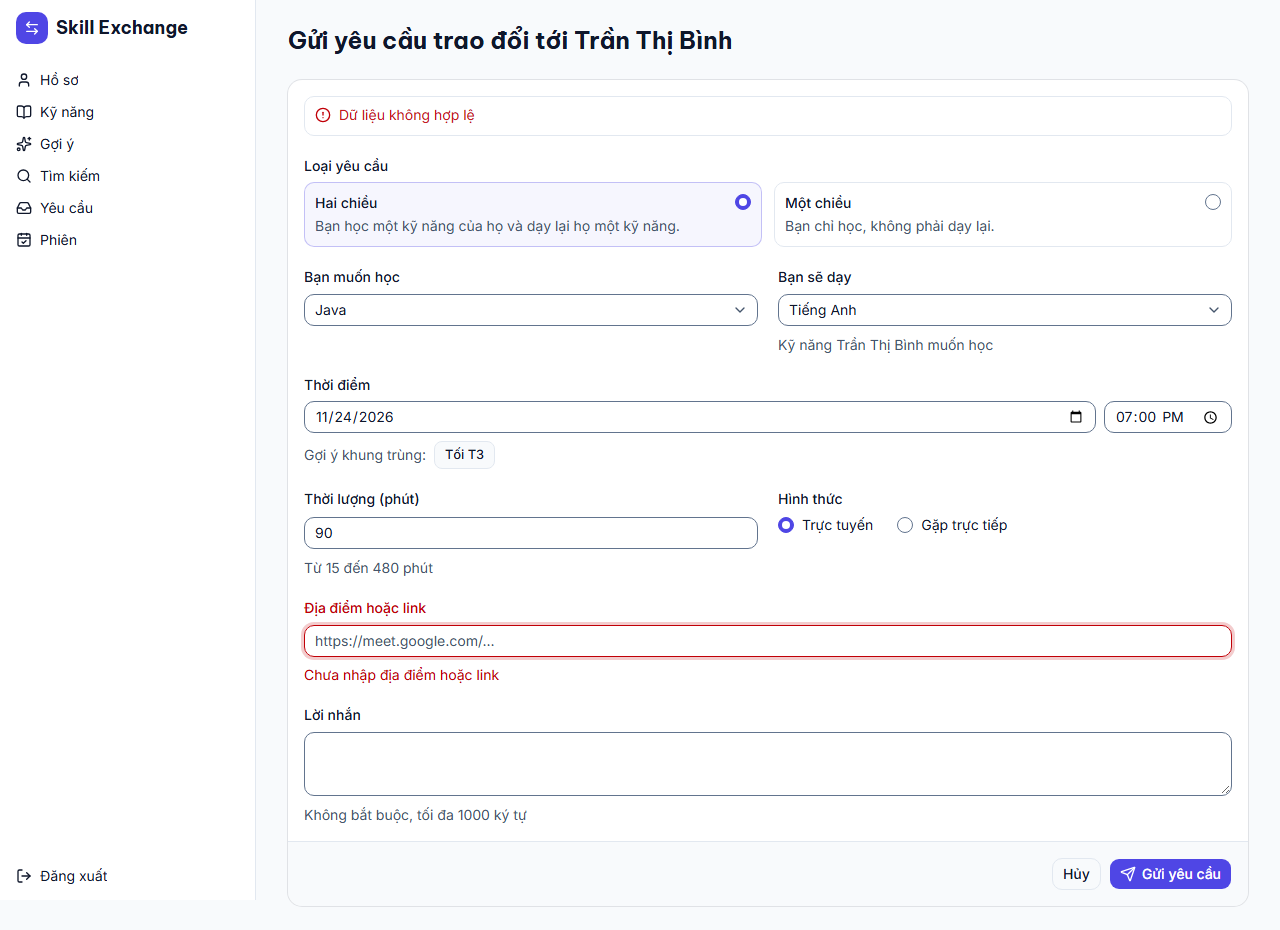 Skill Exchange
Hồ sơ
Kỹ năng
Gợi ý
Tìm kiếm
Yêu cầu
Phiên
Đăng xuất
Gửi yêu cầu trao đổi tới Trần Thị Bình
Dữ liệu không hợp lệ
Loại yêu cầu
Hai chiều
Bạn học một kỹ năng của họ và dạy lại họ một kỹ năng.
Một chiều
Bạn chỉ học, không phải dạy lại.
Bạn muốn học
Java
Bạn sẽ dạy
Tiếng Anh
Kỹ năng Trần Thị Bình muốn học
Thời điểm
11/24/2026
07:00 PM
Gợi ý khung trùng:
Tối T3
Thời lượng (phút)
90
Từ 15 đến 480 phút
Hình thức
Trực tuyến
Gặp trực tiếp
Địa điểm hoặc link
https://meet.google.com/...
Chưa nhập địa điểm hoặc link
Lời nhắn
Không bắt buộc, tối đa 1000 ký tự
Hủy
Gửi yêu cầu